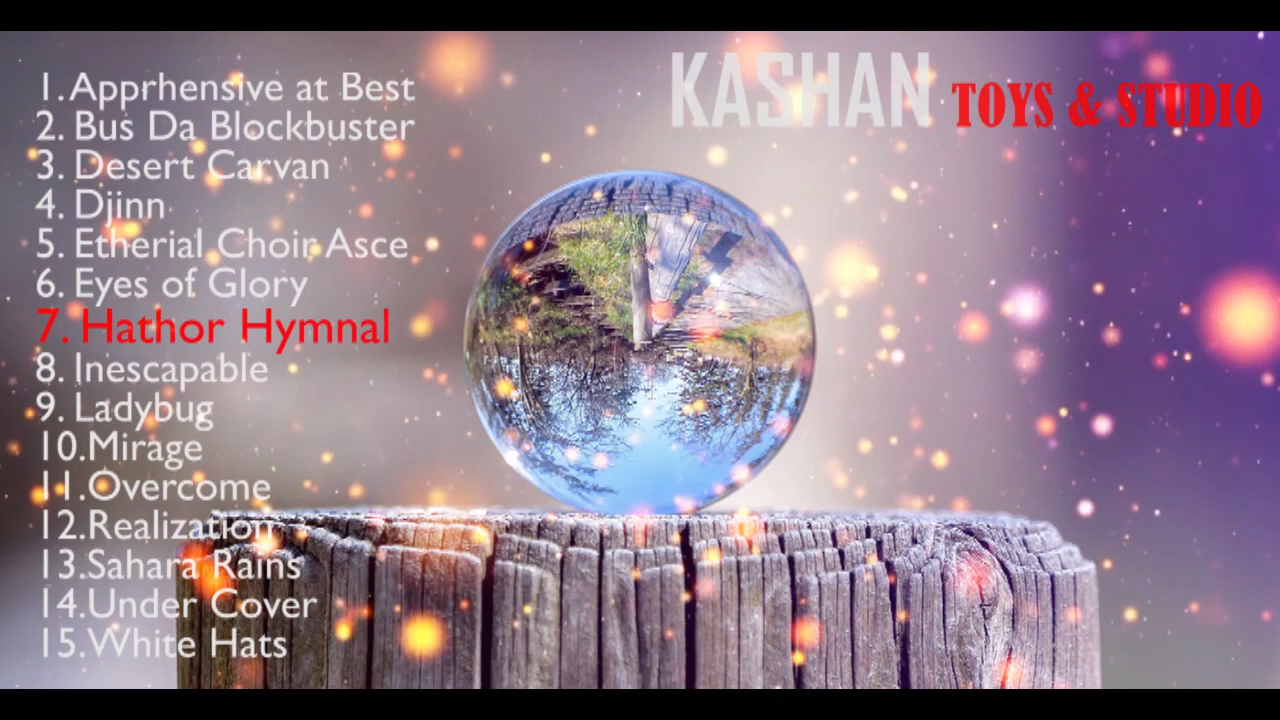 KASHAN TOYS & STUDIO
1. Apprhensive at Best
2. Bus Da Blockbuster
3. Desert Carvan
4. Djinn
5. Etherial Choir Asce
6. Eyes of Glory
7. Hathor Hymnal
8. Inescapable
9. Ladybug
10.Mirage
11.Overcome
12.Realization
13.Sahara Rains
14.Under Cover
15.White Hats